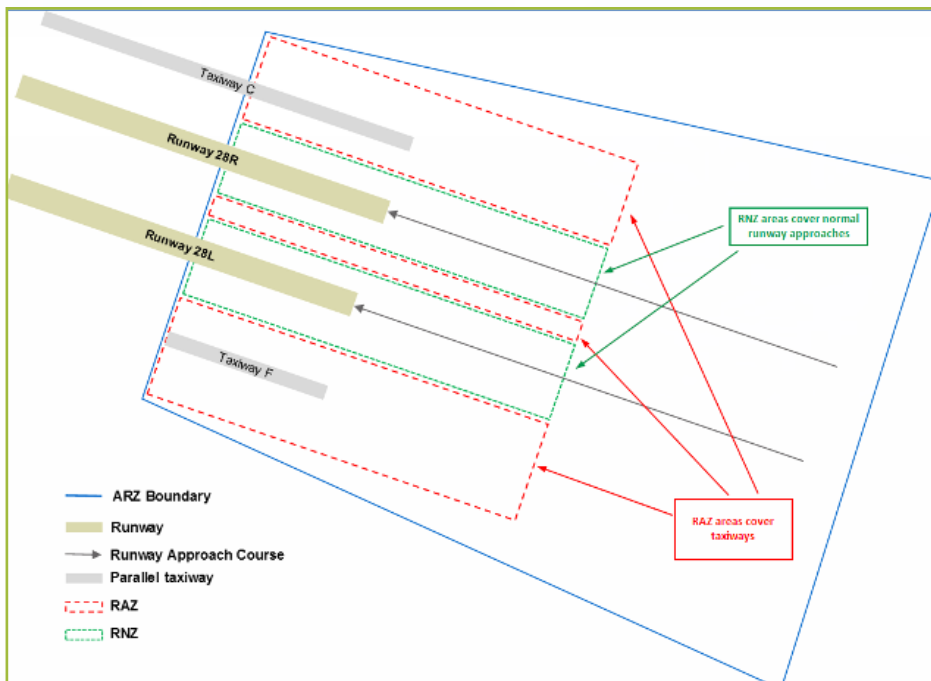 Taxiway C
Runway 28R
Runway 28L
Taxiway F
RNZ areas cover normal
runway approaches
RAZ areas cover
taxiways
ARZ Boundary
Runway
Runway Approach Course
Parallel taxiway
RAZ
RNZ